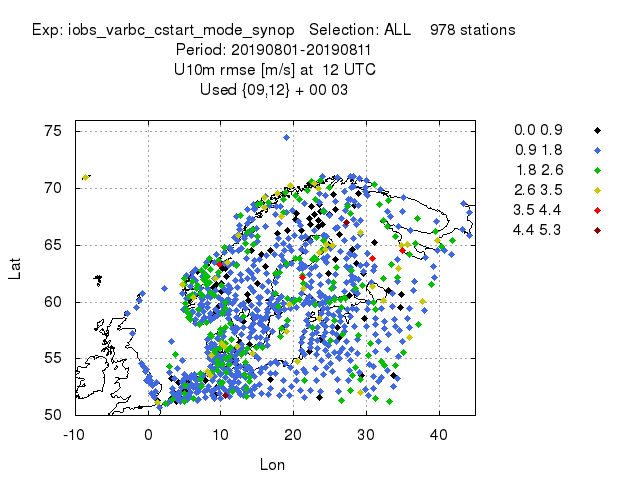 Exp: iobs_varbc_cstart_mode_synop Selection: ALL 978 stations
Period: 20190801-20190811
U10m rmse [m/s] at 12 UTC
Used {09,12} + 00 03
0.0 0.9
0.9 1.8
1.8 2.6
2.6 3.5
3.5 4.4
4.4 5.3
75
70
65
60
55
50
Lat
-10 0 10 20 30 40
Lon